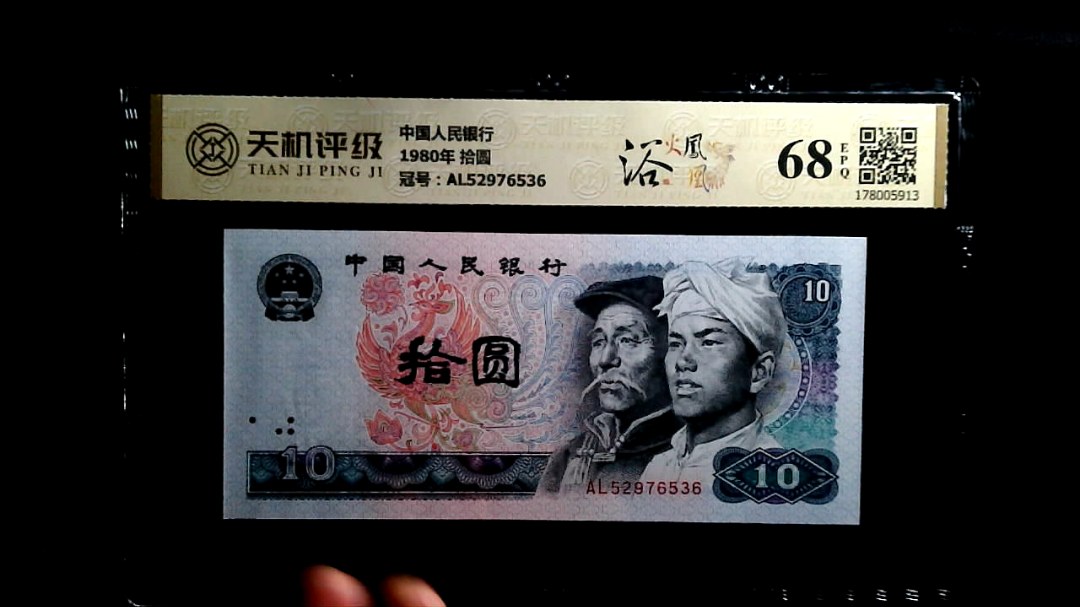 天机评级
TIAN JI PING JI
中国人民银行
1980年 拾圆
冠号：AL52976536
浴火凤凰
68
EPQ
178005913
中国人民银行
10
拾圆
10
AL52976536
10